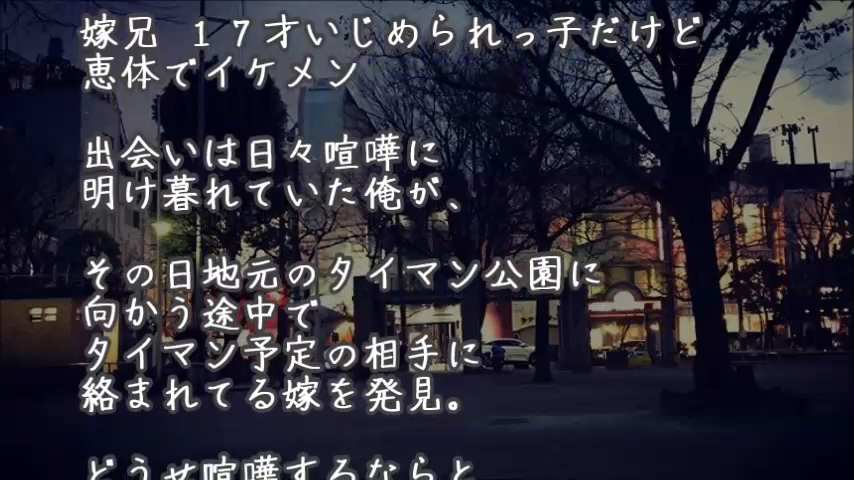 嫁兄 １７才いじめられっ子だけど
恵体でイケメン
出会いは日々喧嘩に
明け暮れていた俺が、
その日地元のタイマン公園に
向かう途中で
タイマン予定の相手に
絡まれてる嫁を発見。
どうせ喧嘩するならと